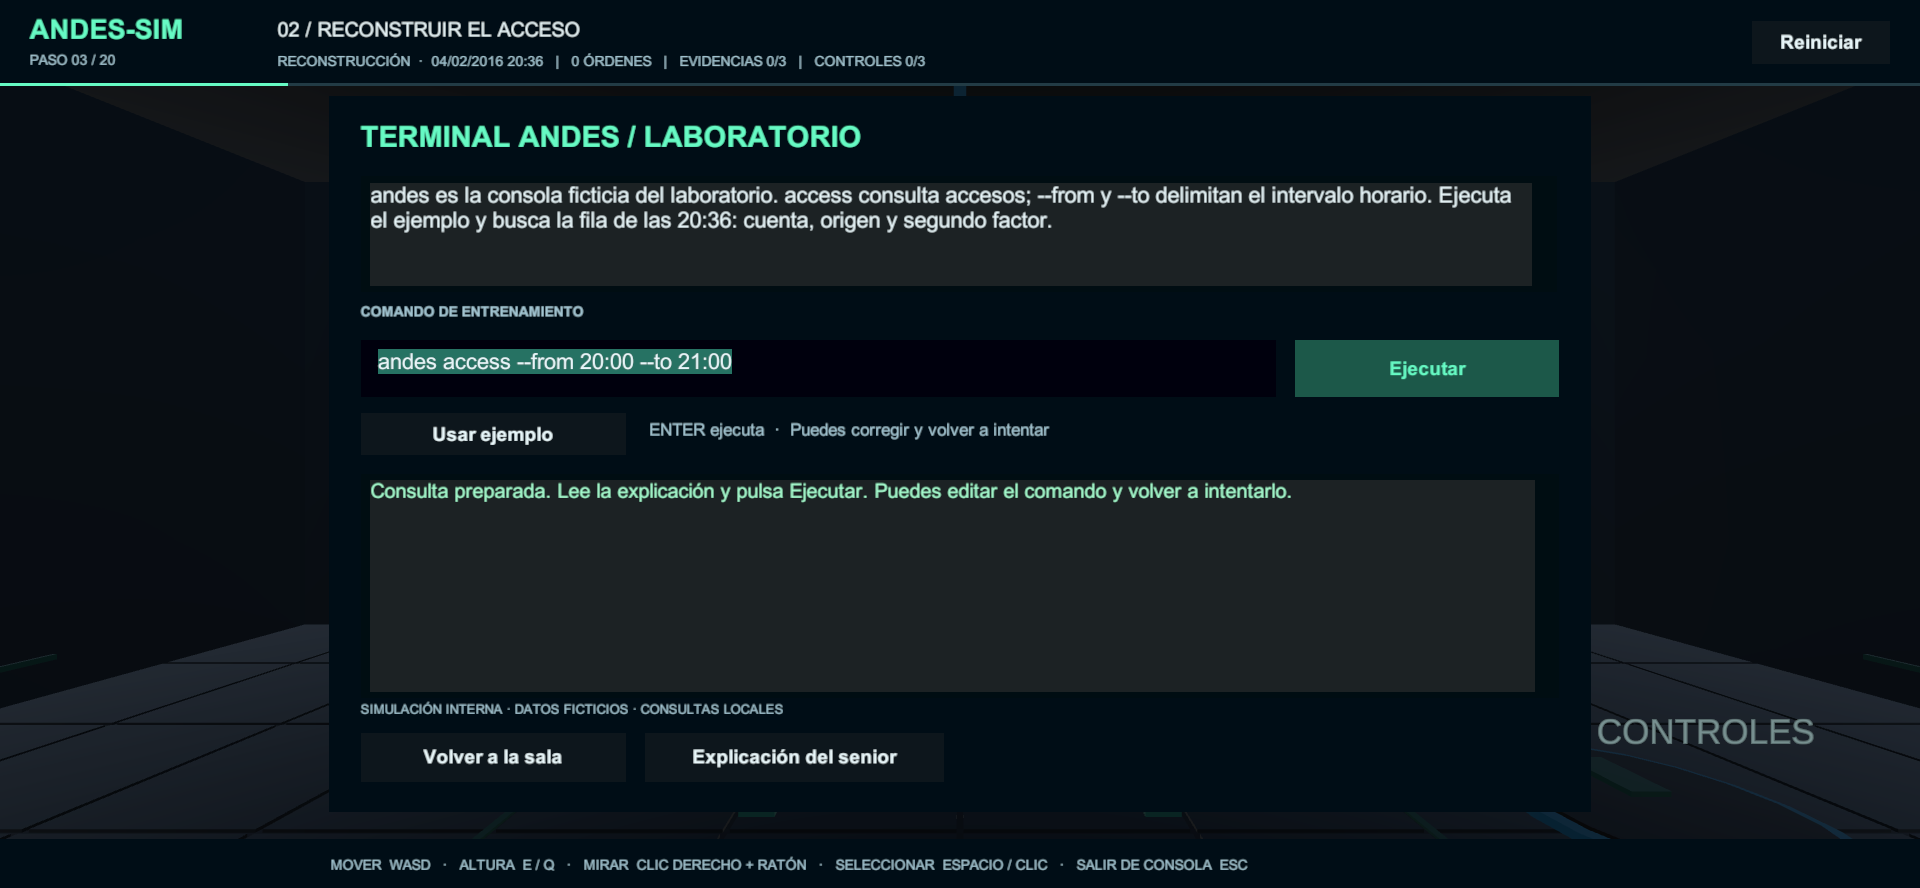 ANDES-SIM
PASO 03 / 20
02 / RECONSTRUIR EL ACCESO
RECONSTRUCCIÓN · 04/02/2016 20:36 | 0 ÓRDENES | EVIDENCIAS 0/3 | CONTROLES 0/3
Reiniciar
TERMINAL ANDES / LABORATORIO
andes es la consola ficticia del laboratorio. access consulta accesos; --from y --to delimitan el intervalo horario. Ejecuta
el ejemplo y busca la fila de las 20:36: cuenta, origen y segundo factor.
COMANDO DE ENTRENAMIENTO
andes access --from 20:00 --to 21:00
Ejecutar
Usar ejemplo
ENTER ejecuta · Puedes corregir y volver a intentar
Consulta preparada. Lee la explicación y pulsa Ejecutar. Puedes editar el comando y volver a intentarlo.
SIMULACIÓN INTERNA · DATOS FICTICIOS · CONSULTAS LOCALES
CONTROLES
Volver a la sala
Explicación del senior
MOVER WASD · ALTURA E / Q · MIRAR CLIC DERECHO + RATÓN · SELECCIONAR ESPACIO / CLIC · SALIR DE CONSOLA ESC